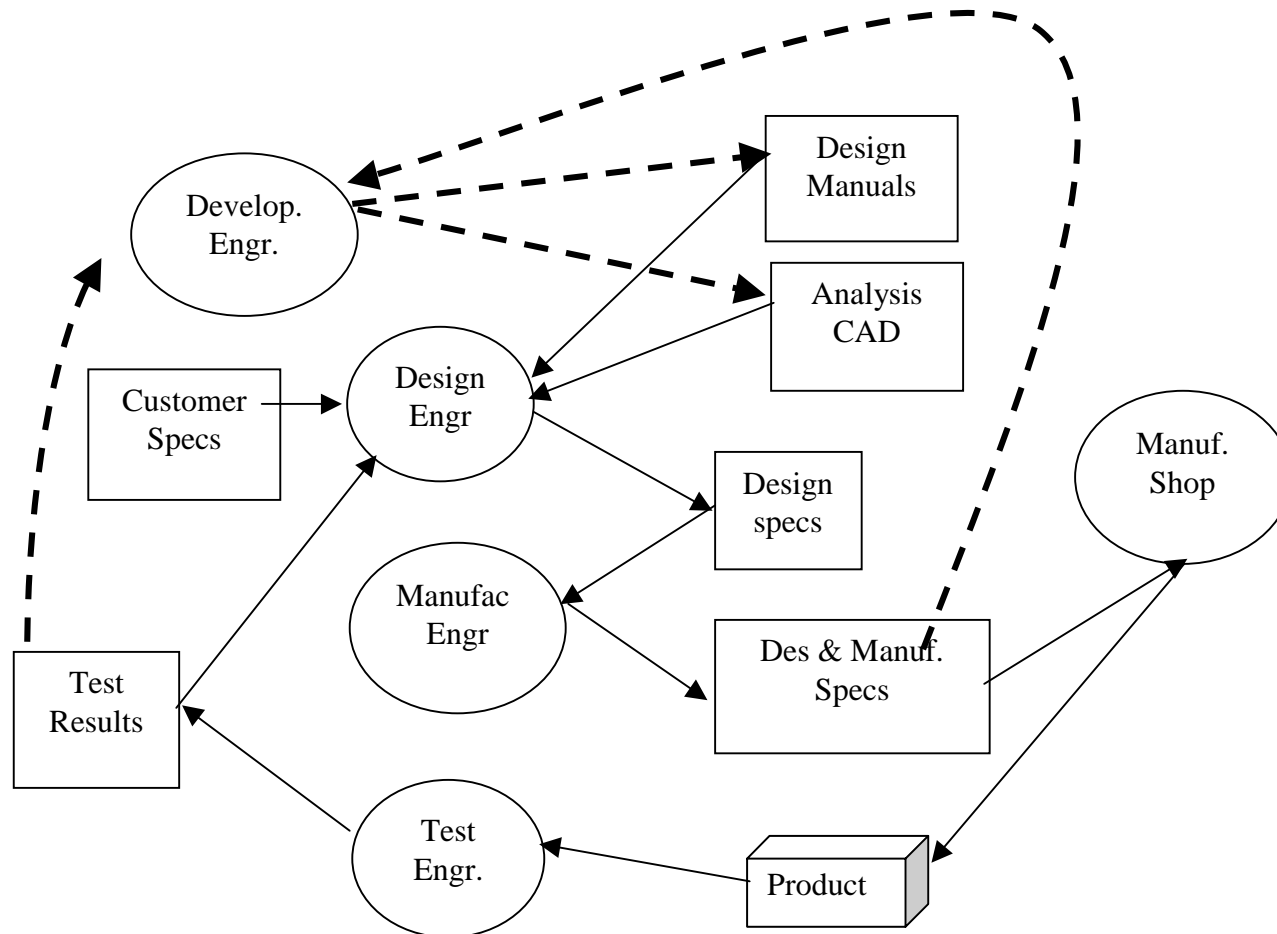 Design
Manuals
Develop.
Engr.
Analysis
CAD
Customer
Specs
Design
Engr
Manuf.
Shop
Design
specs
Manufac
Engr
Des & Manuf.
Specs
Test
Results
Test
Engr.
Product